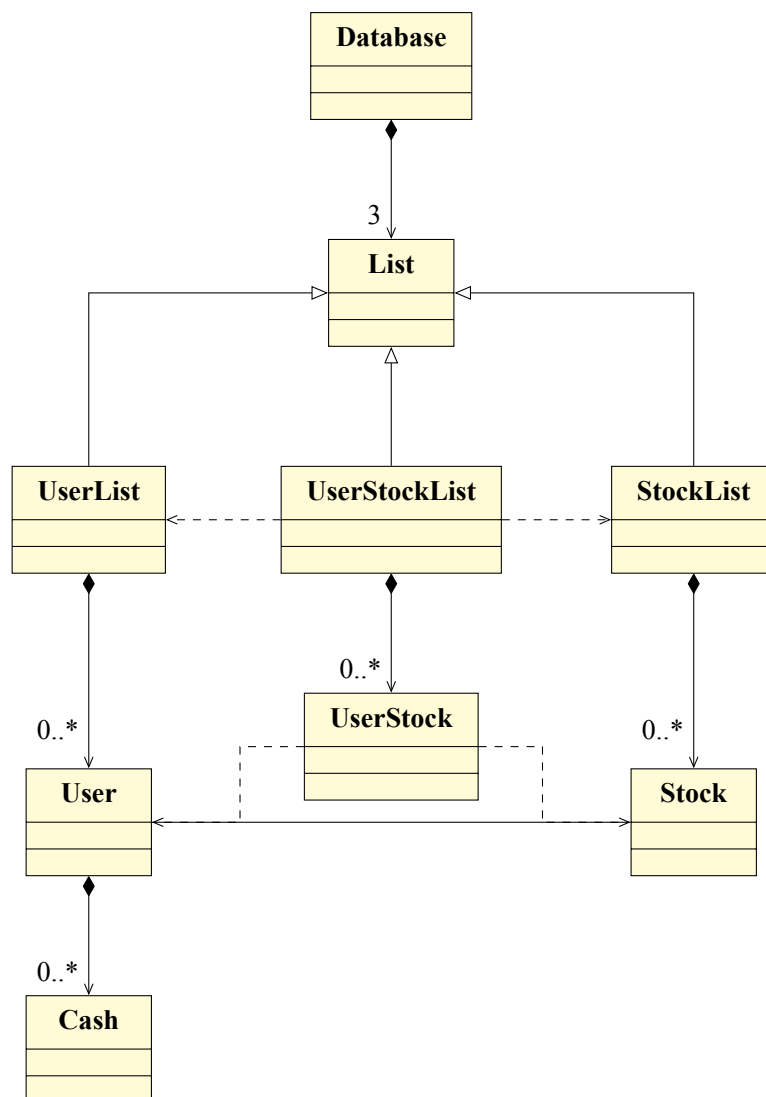 Database
3
List
UserList
UserStockList
StockList
0..*
UserStock
0..*
0..*
User
Stock
0..*
Cash